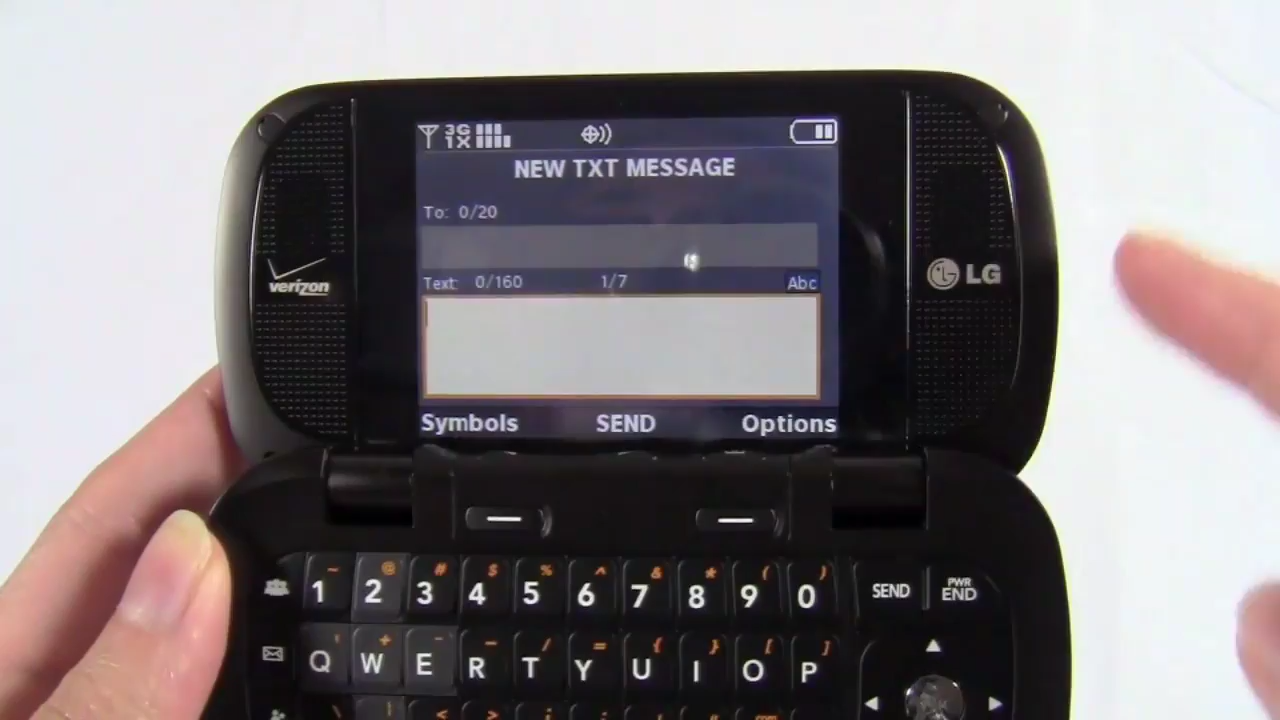 3G
1X
NEW TXT MESSAGE
To: 0/20
Text: 0/160 1/7 Abc
verizon
LG
Symbols SEND Options
~ @ # $ % ^ & * ( )
1 2 3 4 5 6 7 8 9 0
SEND PWR END
' + - _ / = { } [ ]
Q W E R T Y U I O P